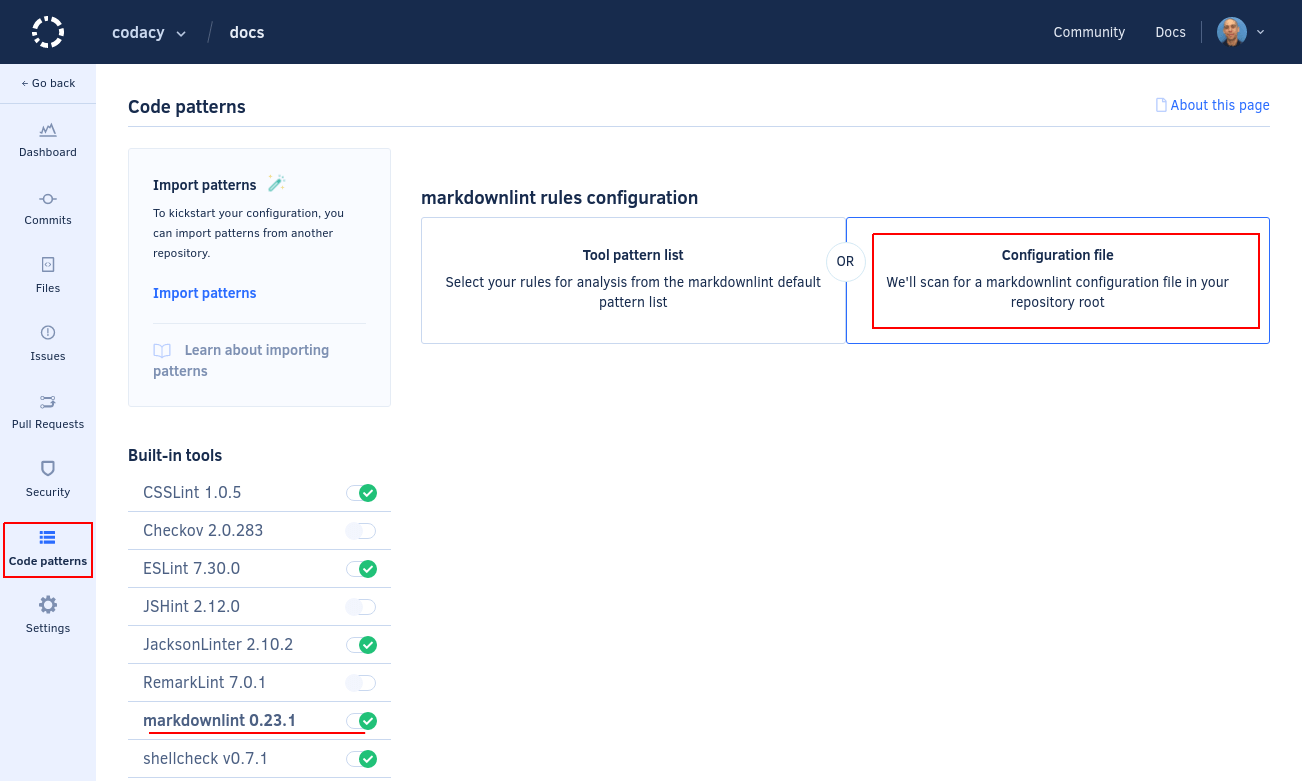 codacy / docs
Community
Docs
← Go back
Dashboard
Commits
Files
Issues
Pull Requests
Security
Code patterns
Settings
Code patterns
About this page
Import patterns
To kickstart your configuration, you
can import patterns from another
repository.
Import patterns
Learn about importing
patterns
markdownlint rules configuration
Tool pattern list
Select your rules for analysis from the markdownlint default
pattern list
OR
Configuration file
We'll scan for a markdownlint configuration file in your
repository root
Built-in tools
CSSLint 1.0.5
Checkov 2.0.283
ESLint 7.30.0
JSHint 2.12.0
JacksonLinter 2.10.2
RemarkLint 7.0.1
markdownlint 0.23.1
shellcheck v0.7.1